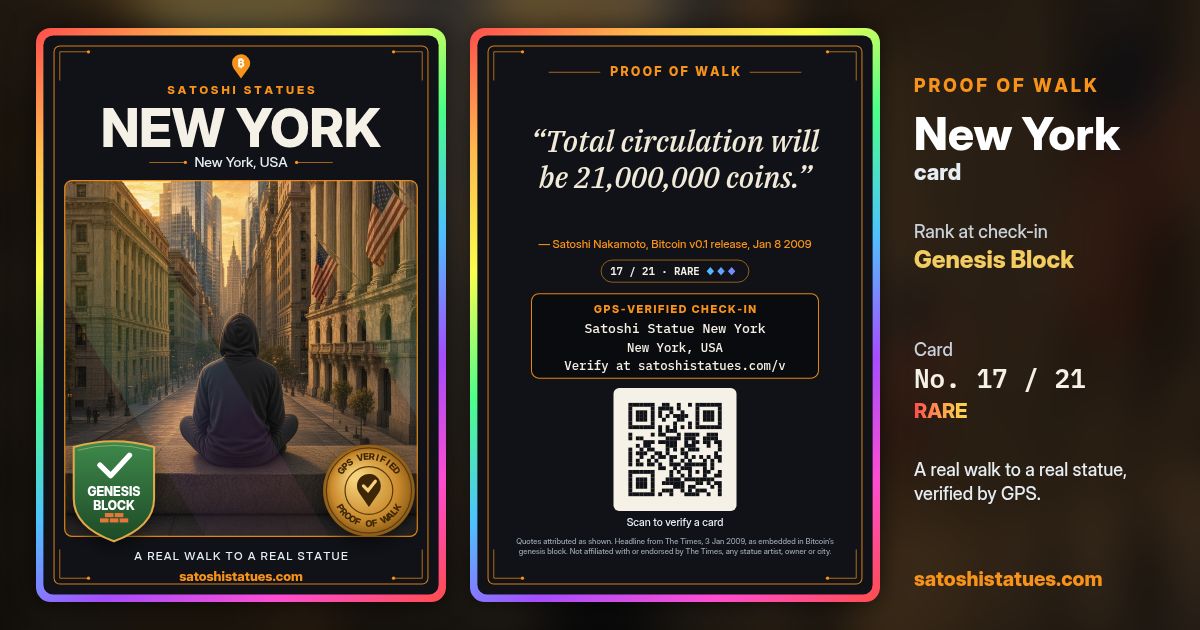 SATOSHI STATUES
NEW YORK
New York, USA
GENESIS
BLOCK
GPS VERIFIED
PROOF OF WALK
A REAL WALK TO A REAL STATUE
satoshistatues.com
PROOF OF WALK
“Total circulation will
be 21,000,000 coins.”
— Satoshi Nakamoto, Bitcoin v0.1 release, Jan 8 2009
17 / 21 · RARE
GPS-VERIFIED CHECK-IN
Satoshi Statue New York
New York, USA
Verify at satoshistatues.com/v
Scan to verify a card
Quotes attributed as shown. Headline from The Times, 3 Jan 2009, as embedded in Bitcoin's
genesis block. Not affiliated with or endorsed by The Times, any statue artist, owner or city.
PROOF OF WALK
New York
card
Rank at check-in
Genesis Block
Card
No. 17 / 21
RARE
A real walk to a real statue,
verified by GPS.
satoshistatues.com